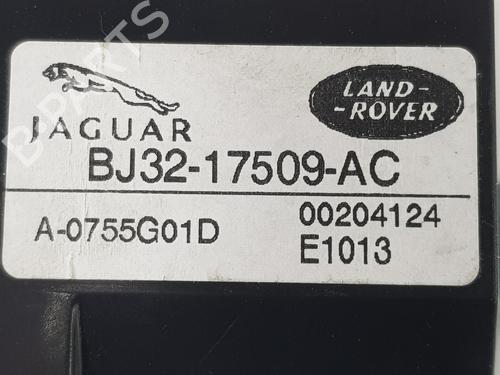 B-PARTS
JAGUAR
LAND-
-ROVER
BJ32-17509-AC
A-0755G01D
00204124
E1013